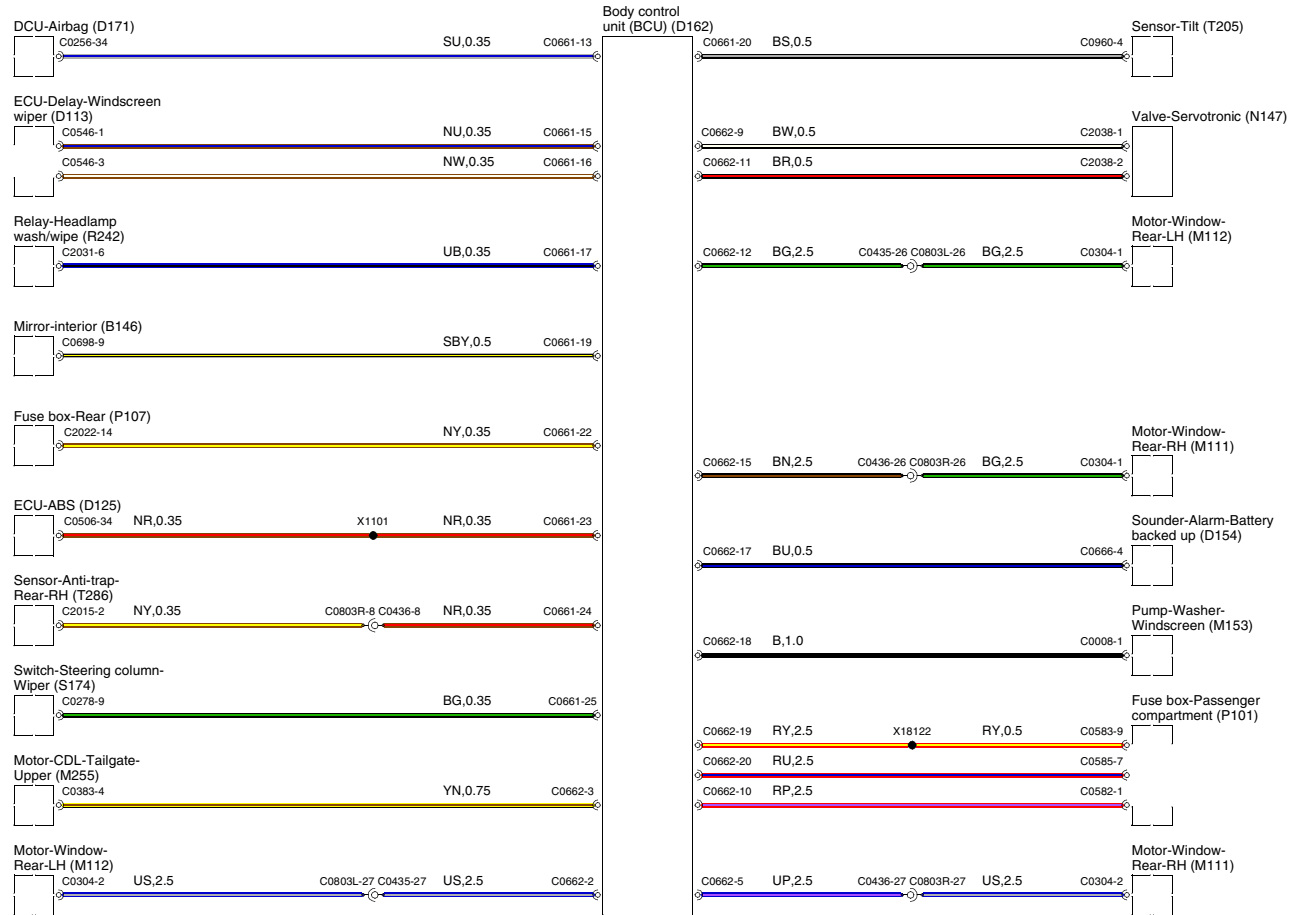 Body control
unit (BCU) (D162)
DCU-Airbag (D171)
C0256-34 SU,0.35 C0661-13
ECU-Delay-Windscreen
wiper (D113)
C0546-1 NU,0.35 C0661-15
C0546-3 NW,0.35 C0661-16
Relay-Headlamp
wash/wipe (R242)
C2031-6 UB,0.35 C0661-17
Mirror-interior (B146)
C0698-9 SBY,0.5 C0661-19
Fuse box-Rear (P107)
C2022-14 NY,0.35 C0661-22
ECU-ABS (D125)
C0506-34 NR,0.35 X1101 NR,0.35 C0661-23
Sensor-Anti-trap-
Rear-RH (T286)
C2015-2 NY,0.35 C0803R-8 C0436-8 NR,0.35 C0661-24
Switch-Steering column-
Wiper (S174)
C0278-9 BG,0.35 C0661-25
Motor-CDL-Tailgate-
Upper (M255)
C0383-4 YN,0.75 C0662-3
Motor-Window-
Rear-LH (M112)
C0304-2 US,2.5 C0803L-27 C0435-27 US,2.5 C0662-2
Sensor-Tilt (T205)
C0661-20 BS,0.5 C0960-4
Valve-Servotronic (N147)
C0662-9 BW,0.5 C2038-1
C0662-11 BR,0.5 C2038-2
Motor-Window-
Rear-LH (M112)
C0662-12 BG,2.5 C0435-26 C0803L-26 BG,2.5 C0304-1
Motor-Window-
Rear-RH (M111)
C0662-15 BN,2.5 C0436-26 C0803R-26 BG,2.5 C0304-1
Sounder-Alarm-Battery
backed up (D154)
C0662-17 BU,0.5 C0666-4
Pump-Washer-
Windscreen (M153)
C0662-18 B,1.0 C0008-1
Fuse box-Passenger
compartment (P101)
C0662-19 RY,2.5 X18122 RY,0.5 C0583-9
C0662-20 RU,2.5 C0585-7
C0662-10 RP,2.5 C0582-1
Motor-Window-
Rear-RH (M111)
C0662-5 UP,2.5 C0436-27 C0803R-27 US,2.5 C0304-2